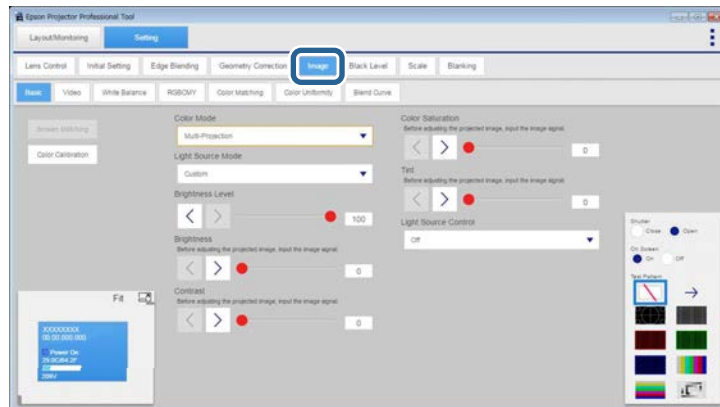 Epson Projector Professional Tool
Layout/Monitoring Setting
Lens Control Initial Setting Edge Blending Geometry Correction Image Black Level Scale Blanking
Basic Video White Balance RGBCMY Color Matching Color Uniformity Blend Curve
Screen Matching
Color Calibration
Color Mode
Multi-Projection
Light Source Mode
Custom
Brightness Level
100
Brightness
Before adjusting the projected image, input the image signal.
0
Contrast
Before adjusting the projected image, input the image signal.
0
Color Saturation
Before adjusting the projected image, input the image signal.
0
Tint
Before adjusting the projected image, input the image signal.
0
Light Source Control
Off
Shutter
Close Open
On Screen
On Off
Test Pattern
Fit
XXXXXXXX
00.00.000.000
Power On